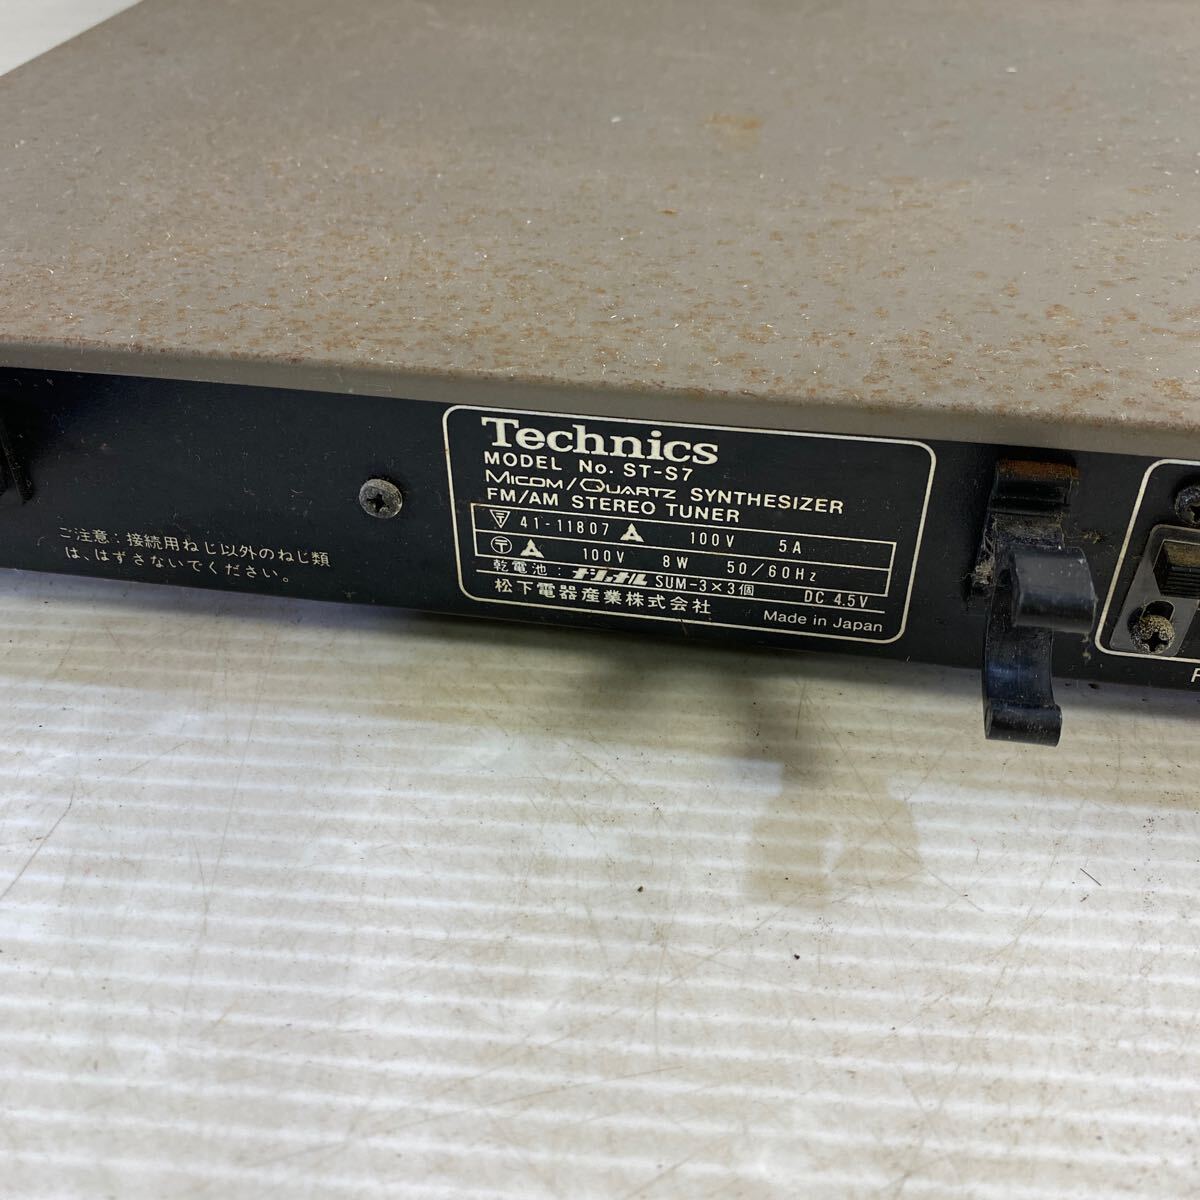 Technics
MODEL No. ST-S7
MICOM/QUARTZ SYNTHESIZER
FM/AM STEREO TUNER
〒 41-11807 100V 5A
〒 100V 8W 50/60Hz
乾電池: ナショナル SUM-3×3個 DC 4.5V
松下電器産業株式会社 Made in Japan
ご注意:接続用ねじ以外のねじ類
は、はずさないでください。